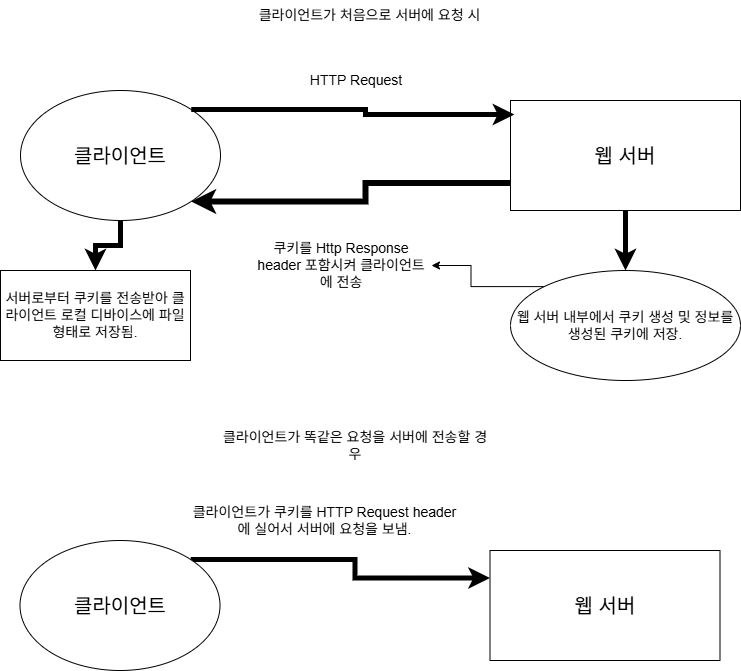 클라이언트가 처음으로 서버에 요청 시
HTTP Request
클라이언트
웹 서버
쿠키를 Http Response
header 포함시켜 클라이언트
에 전송
서버로부터 쿠키를 전송받아 클
라이언트 로컬 디바이스에 파일
형태로 저장됨.
웹 서버 내부에서 쿠키 생성 및 정보를
생성된 쿠키에 저장.
클라이언트가 똑같은 요청을 서버에 전송할 경
우
클라이언트가 쿠키를 HTTP Request header
에 실어서 서버에 요청을 보냄.
클라이언트
웹 서버